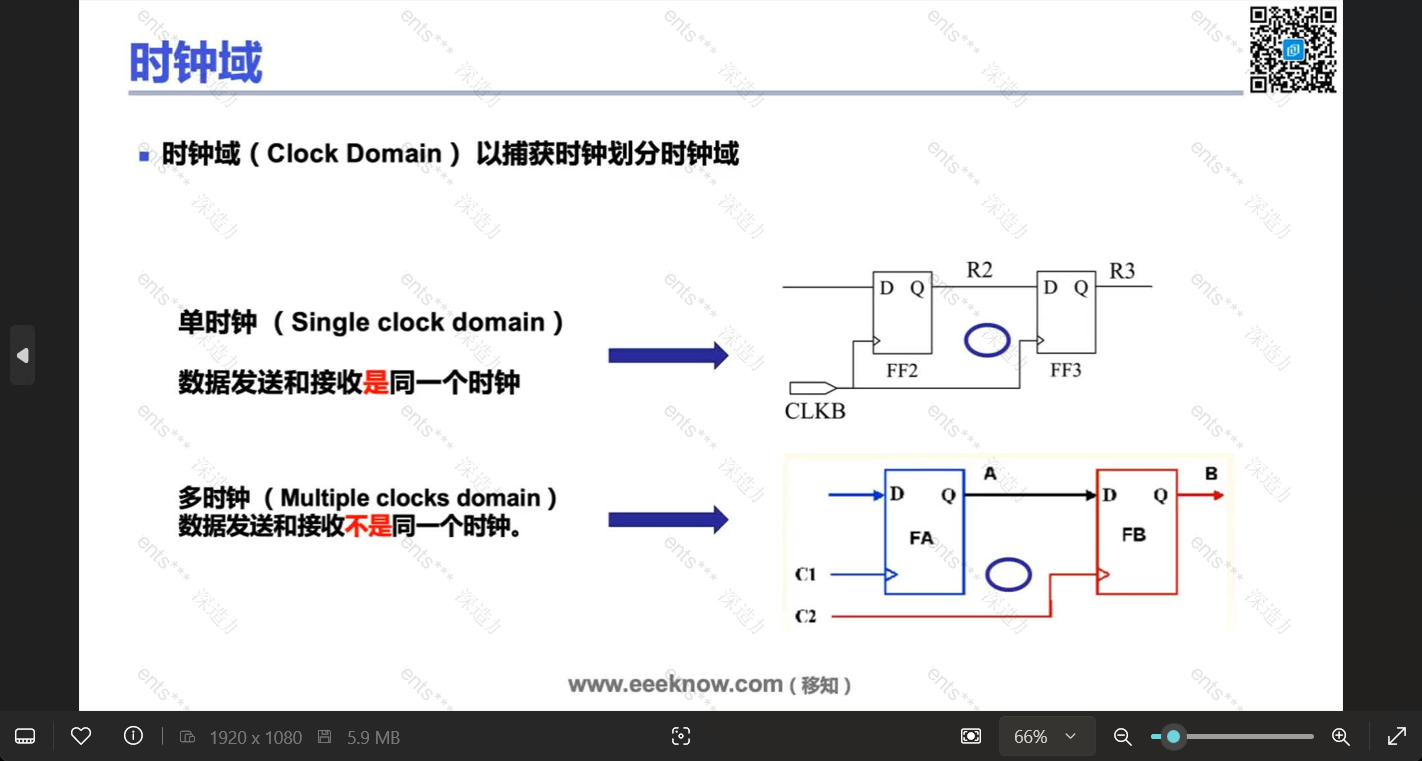 时钟域
时钟域（Clock Domain） 以捕获时钟划分时钟域
单时钟 （Single clock domain）
数据发送和接收是同一个时钟
D Q
R2
D Q
R3
FF2
FF3
CLKB
多时钟 （Multiple clocks domain）
数据发送和接收不是同一个时钟。
D Q
A
D Q
B
FA
FB
C1
C2
www.eeeknow.com（移知）
ents*** 深造力
1920 x 1080
5.9 MB
66%